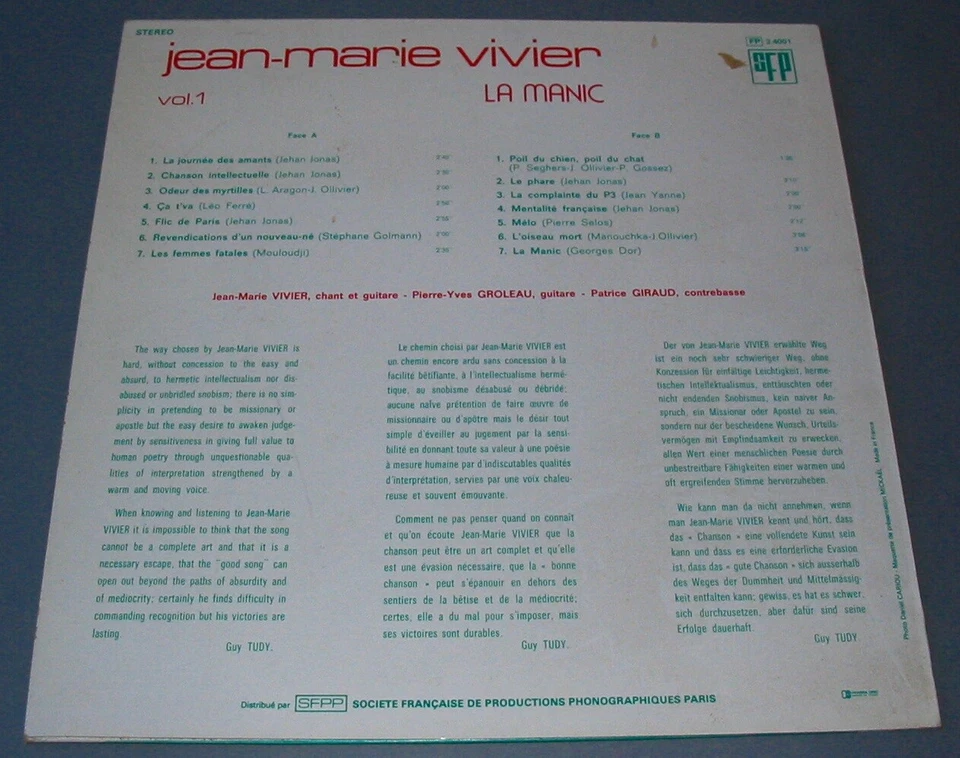 STEREO
jean-marie vivier
FP 3.4001
SFP
vol.1
LA MANIC
Face A
1. La journée des amants (Jehan Jonas)
2. Chanson intellectuelle (Jehan Jonas)
3. Odeur des myrtilles (L. Aragon-J. Ollivier)
4. Ça t'va (Léo Ferré)
5. Flic de Paris (Jehan Jonas)
6. Revendications d'un nouveau-né (Stéphane Golmann)
7. Les femmes fatales (Mouloudji)
Face B
1. Poil du chien, poil du chat
(P. Seghers-J. Ollivier-P. Gossez)
2. Le phare (Jehan Jonas)
3. La complainte du P3 (Jean Yanne)
4. Mentalité française (Jehan Jonas)
5. Mélo (Pierre Selos)
6. L'oiseau mort (Manouchka-J.Ollivier)
7. La Manic (Georges Dor)
Jean-Marie VIVIER, chant et guitare - Pierre-Yves GROLEAU, guitare - Patrice GIRAUD, contrebasse
The way chosen by Jean-Marie VIVIER is
hard, without concession to the easy and
absurd, to hermetic intellectualism nor dis-
abused or unbridled snobism; there is no sim-
plicity in pretending to be missionary or
apostle but the easy desire to awaken judge-
ment by sensitiveness in giving full value to
human poetry through unquestionable qua-
lities of interpretation strengthened by a
warm and moving voice.
When knowing and listening to Jean-Marie
VIVIER it is impossible to think that the song
cannot be a complete art and that it is a
necessary escape, that the "good song" can
open out beyond the paths of absurdity and
of mediocrity; certainly he finds difficulty in
commanding recognition but his victories are
lasting.
Guy TUDY.
Le chemin choisi par Jean-Marie VIVIER est
un chemin encore ardu sans concession à la
facilité bêtifiante, à l'intellectualisme hermé-
tique, au snobisme désabusé ou débridé;
aucune naïve prétention de faire œuvre de
missionnaire ou d'apôtre mais le désir tout
simple d'éveiller au jugement par la sensi-
bilité en donnant toute sa valeur à une poésie
à mesure humaine par d'indiscutables qualités
d'interprétation, servies par une voix chaleu-
reuse et souvent émouvante.
Comment ne pas penser quand on connaît
et qu'on écoute Jean-Marie VIVIER que la
chanson peut être un art complet et qu'elle
est une évasion nécessaire, que la « bonne
chanson » peut s'épanouir en dehors des
sentiers de la bêtise et de la médiocrité;
certes, elle a du mal pour s'imposer, mais
ses victoires sont durables.
Guy TUDY.
Der von Jean-Marie VIVIER erwählte Weg
ist ein noch sehr schwieriger Weg, ohne
Konzession für einfältige Leichtigkeit, herme-
tischen Intellektualismus, enttäuschten oder
nicht endenden Snobismus, kein naiver An-
spruch, ein Missionar oder Apostel zu sein,
sondern nur der bescheidene Wunsch, Urteils-
vermögen mit Empfindsamkeit zu erwecken,
allen Wert einer menschlichen Poesie durch
unbestreitbare Fähigkeiten einer warmen und
oft ergreifenden Stimme hervorzuheben.
Wie kann man da nicht annehmen, wenn
man Jean-Marie VIVIER kennt und hört, dass
das « Chanson » eine vollendete Kunst sein
kann und dass es eine erforderliche Evasion
ist, dass das « gute Chanson » sich ausserhalb
des Weges der Dummheit und Mittelmässig-
keit entfalten kann; gewiss, es hat es schwer,
sich durchzusetzen, aber dafür sind seine
Erfolge dauerhaft.
Guy TUDY.
Photo Daniel CARIOU - Maquette de présentation MICKAËL Made in France
Distribué par SFPP SOCIETE FRANÇAISE DE PRODUCTIONS PHONOGRAPHIQUES PARIS